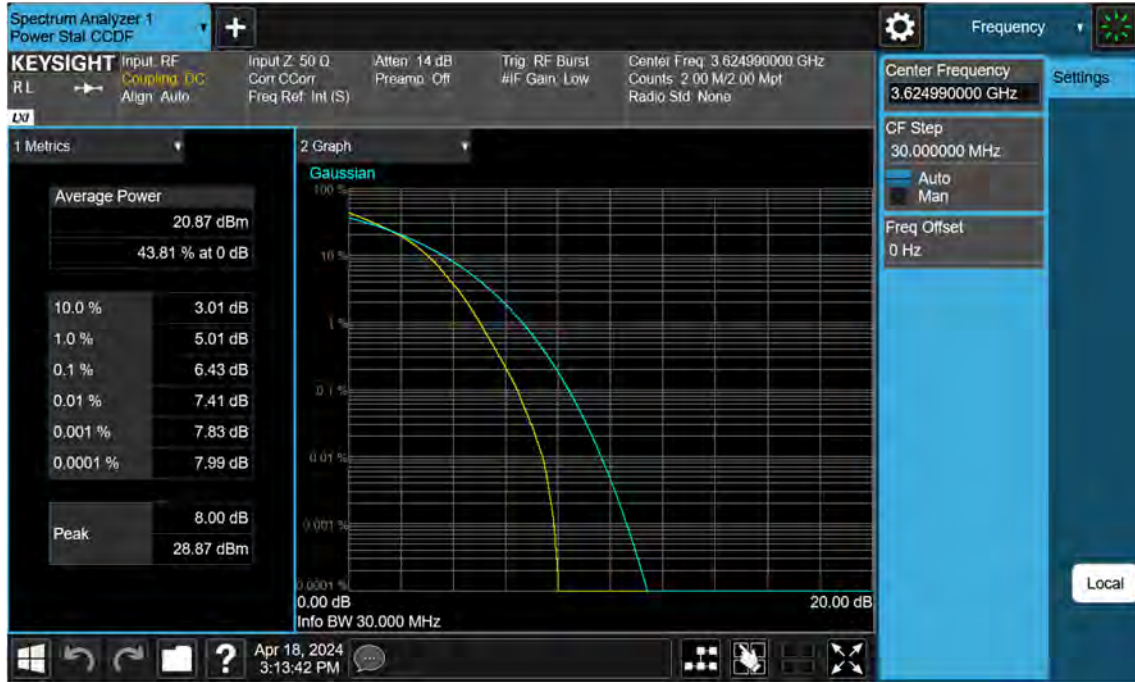 Spectrum Analyzer 1
Power Stat CCDF
Frequency
KEYSIGHT
RL
LXI
Input: RF
Coupling: DC
Align: Auto
Input Z: 50 Ω
Corr CCorr
Freq Ref: Int (S)
Atten: 14 dB
Preamp: Off
Trig: RF Burst
#IF Gain: Low
Center Freq: 3.624990000 GHz
Counts: 2.00 M/2.00 Mpt
Radio Std: None
Center Frequency
3.624990000 GHz
Settings
CF Step
30.000000 MHz
Auto
Man
Freq Offset
0 Hz
1 Metrics
Average Power
20.87 dBm
43.81 % at 0 dB
10.0 % 3.01 dB
1.0 % 5.01 dB
0.1 % 6.43 dB
0.01 % 7.41 dB
0.001 % 7.83 dB
0.0001 % 7.99 dB
Peak
8.00 dB
28.87 dBm
2 Graph
Gaussian
100 %
10 %
1 %
0.1 %
0.01 %
0.001 %
0.0001 %
0.00 dB 20.00 dB
Info BW 30.000 MHz
Local
?
Apr 18, 2024
3:13:42 PM